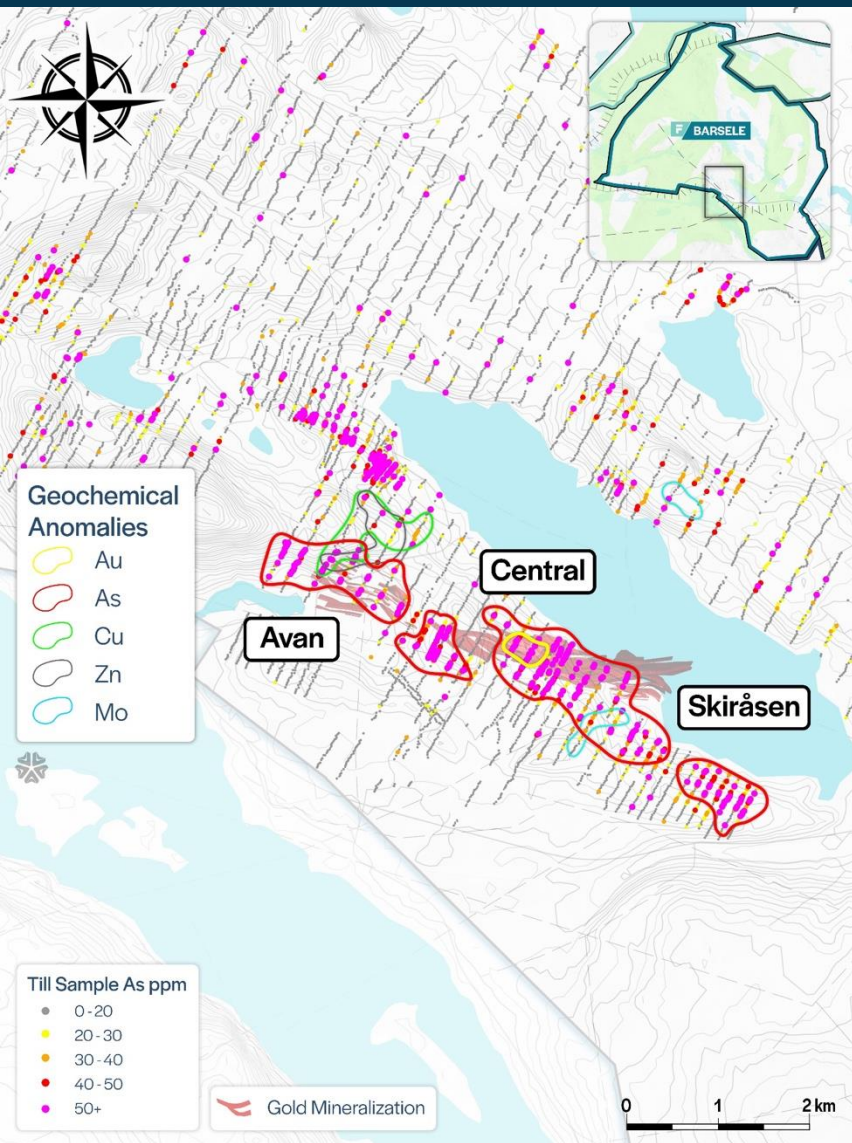 BARSELE
Geochemical
Anomalies
Au
As
Cu
Zn
Mo
Central
Avan
Skiråsen
Till Sample As ppm
0-20
20-30
30-40
40-50
50+
Gold Mineralization
0 1 2 km